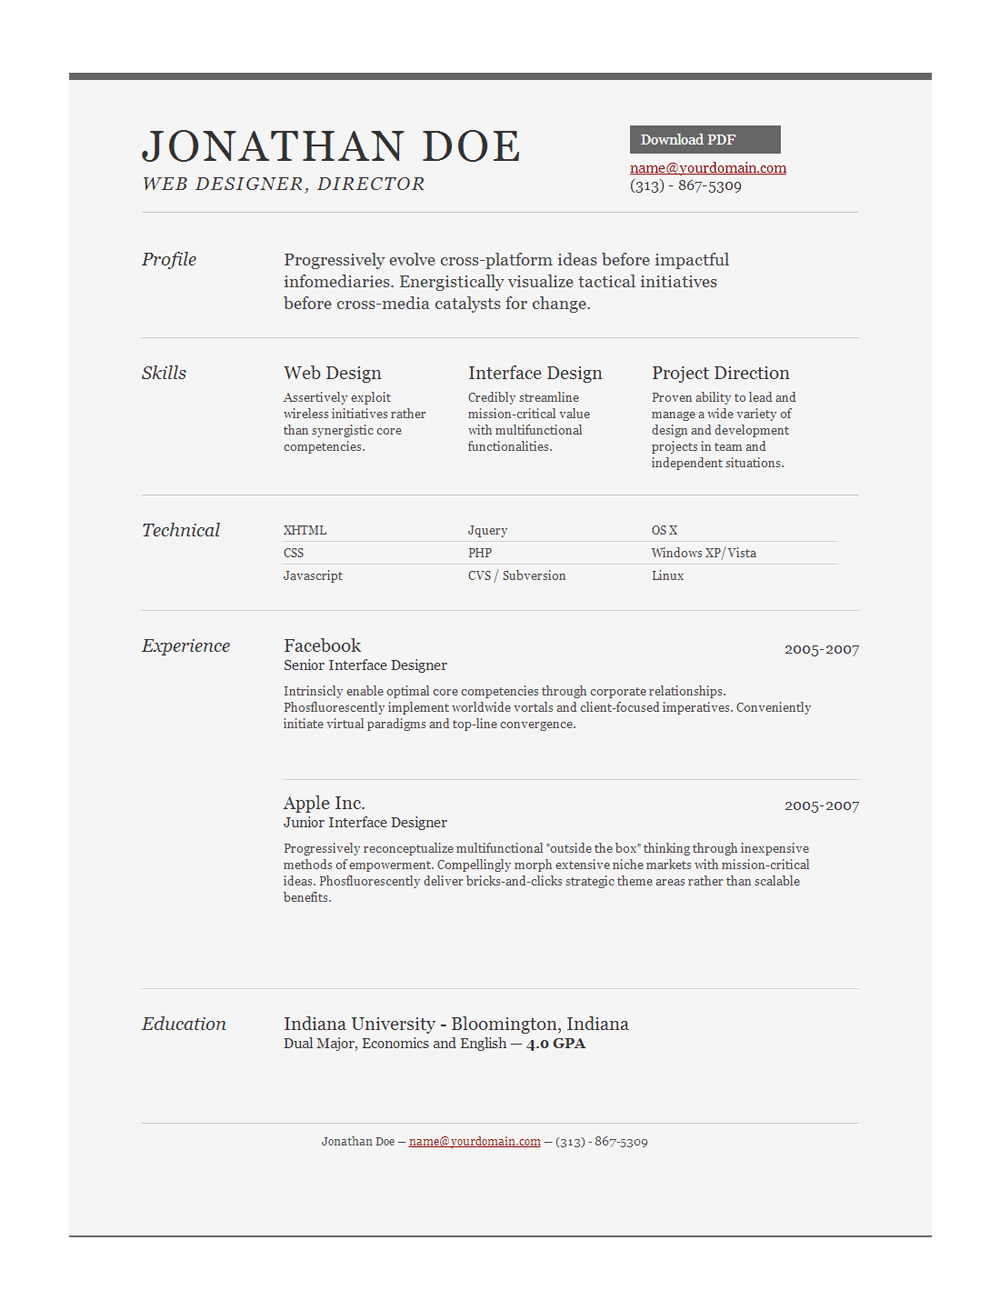 JONATHAN DOE
WEB DESIGNER, DIRECTOR
Download PDF
name@yourdomain.com
(313) - 867-5309
Profile
Progressively evolve cross-platform ideas before impactful
infomediaries. Energistically visualize tactical initiatives
before cross-media catalysts for change.
Skills
Web Design
Assertively exploit
wireless initiatives rather
than synergistic core
competencies.
Interface Design
Credibly streamline
mission-critical value
with multifunctional
functionalities.
Project Direction
Proven ability to lead and
manage a wide variety of
design and development
projects in team and
independent situations.
Technical
XHTML Jquery OS X
CSS PHP Windows XP/Vista
Javascript CVS / Subversion Linux
Experience
Facebook 2005-2007
Senior Interface Designer
Intrinsicly enable optimal core competencies through corporate relationships.
Phosfluorescently implement worldwide vortals and client-focused imperatives. Conveniently
initiate virtual paradigms and top-line convergence.
Apple Inc. 2005-2007
Junior Interface Designer
Progressively reconceptualize multifunctional "outside the box" thinking through inexpensive
methods of empowerment. Compellingly morph extensive niche markets with mission-critical
ideas. Phosfluorescently deliver bricks-and-clicks strategic theme areas rather than scalable
benefits.
Education
Indiana University - Bloomington, Indiana
Dual Major, Economics and English — 4.0 GPA
Jonathan Doe — name@yourdomain.com — (313) - 867-5309